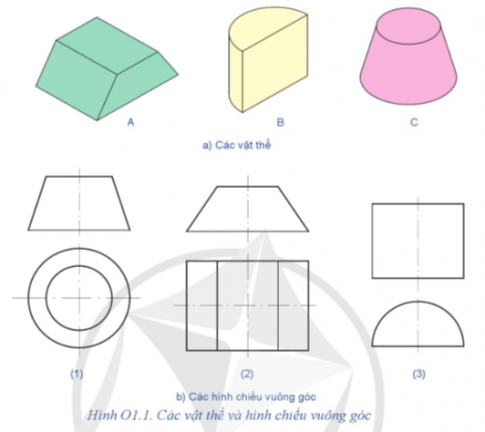 A B C
a) Các vật thể
(1) (2) (3)
b) Các hình chiếu vuông góc
Hình O1.1. Các vật thể và hình chiếu vuông góc